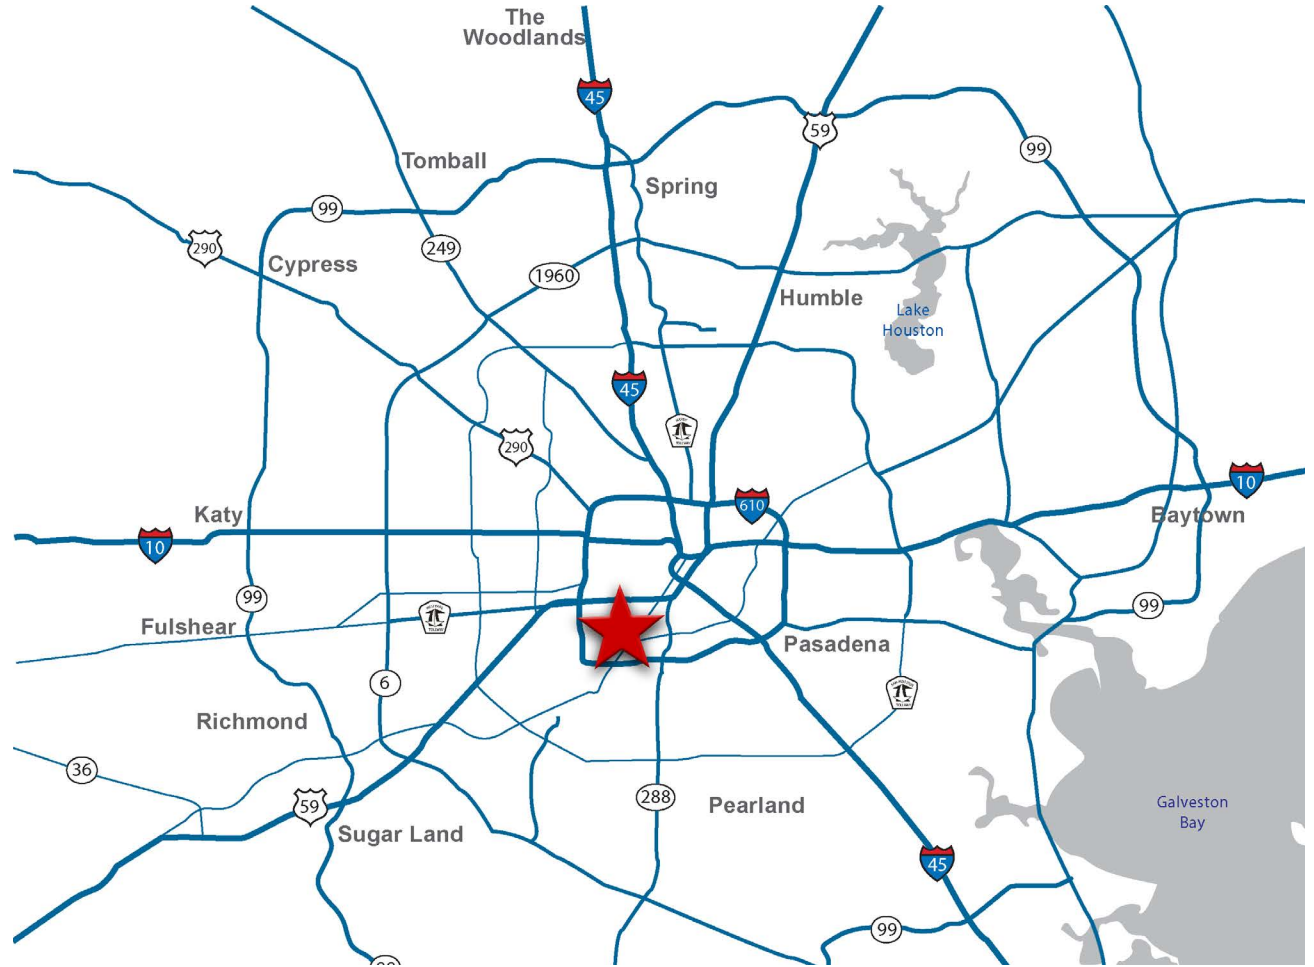 The
Woodlands
45
59
99
Tomball
Spring
99
290
249
Cypress
1960
Humble
Lake
Houston
45
290
10
610
Katy
Baytown
10
99
99
Fulshear
Pasadena
6
Richmond
36
59
288
Pearland
Galveston
Bay
Sugar Land
45
99